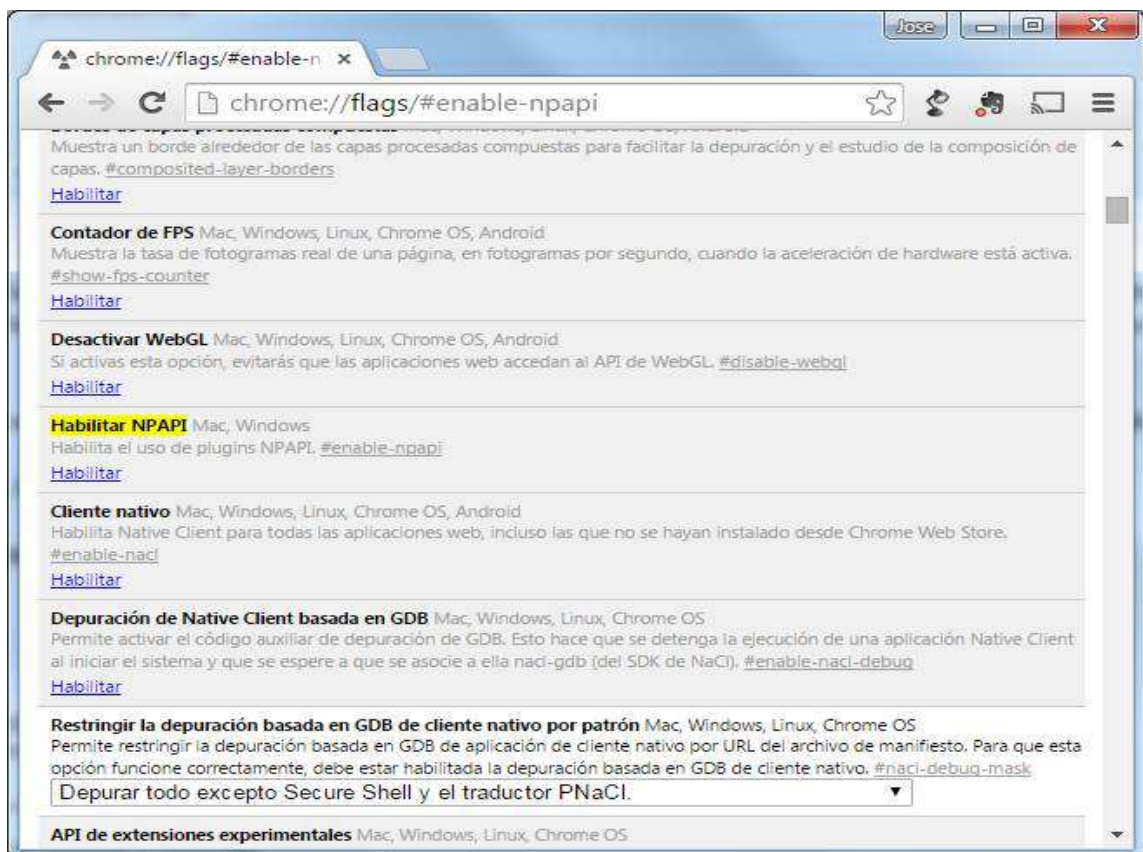 Jose
chrome://flags/#enable-n
chrome://flags/#enable-npapi
Muestra un borde alrededor de las capas procesadas compuestas para facilitar la depuración y el estudio de la composición de
capas. #composited-layer-borders
Habilitar
Contador de FPS Mac, Windows, Linux, Chrome OS, Android
Muestra la tasa de fotogramas real de una página, en fotogramas por segundo, cuando la aceleración de hardware está activa.
#show-fps-counter
Habilitar
Desactivar WebGL Mac, Windows, Linux, Chrome OS, Android
Si activas esta opción, evitarás que las aplicaciones web accedan al API de WebGL. #disable-webgl
Habilitar
Habilitar NPAPI Mac, Windows
Habilita el uso de plugins NPAPI. #enable-npapi
Habilitar
Cliente nativo Mac, Windows, Linux, Chrome OS, Android
Habilita Native Client para todas las aplicaciones web, incluso las que no se hayan instalado desde Chrome Web Store.
#enable-nacl
Habilitar
Depuración de Native Client basada en GDB Mac, Windows, Linux, Chrome OS
Permite activar el código auxiliar de depuración de GDB. Esto hace que se detenga la ejecución de una aplicación Native Client
al iniciar el sistema y que se espere a que se asocie a ella nacl-gdb (del SDK de NaCl). #enable-nacl-debug
Habilitar
Restringir la depuración basada en GDB de cliente nativo por patrón Mac, Windows, Linux, Chrome OS
Permite restringir la depuración basada en GDB de aplicación de cliente nativo por URL del archivo de manifiesto. Para que esta
opción funcione correctamente, debe estar habilitada la depuración basada en GDB de cliente nativo. #nacl-debug-mask
Depurar todo excepto Secure Shell y el traductor PNaCl.
API de extensiones experimentales Mac, Windows, Linux, Chrome OS